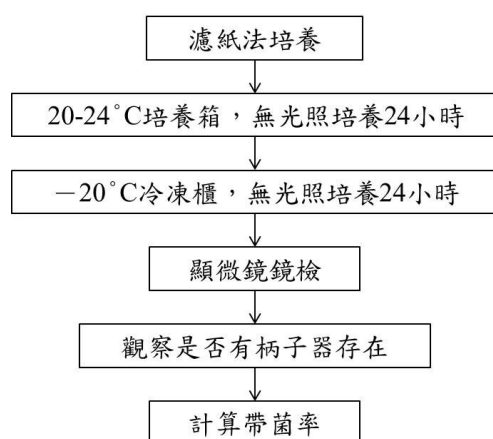 濾紙法培養
20-24°C培養箱，無光照培養24小時
－20°C冷凍櫃，無光照培養24小時
顯微鏡鏡檢
觀察是否有柄子器存在
計算帶菌率